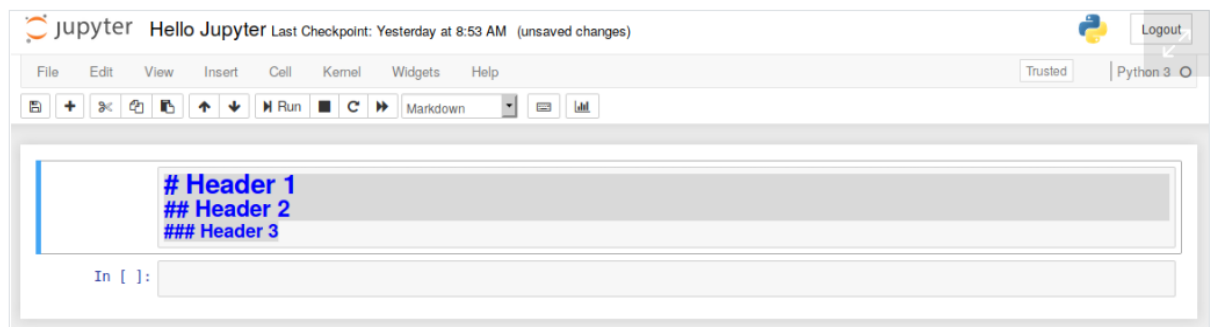 jupyter Hello Jupyter Last Checkpoint: Yesterday at 8:53 AM (unsaved changes) Logout
File Edit View Insert Cell Kernel Widgets Help Trusted Python 3
Run Markdown
# Header 1
## Header 2
### Header 3
In [ ]: